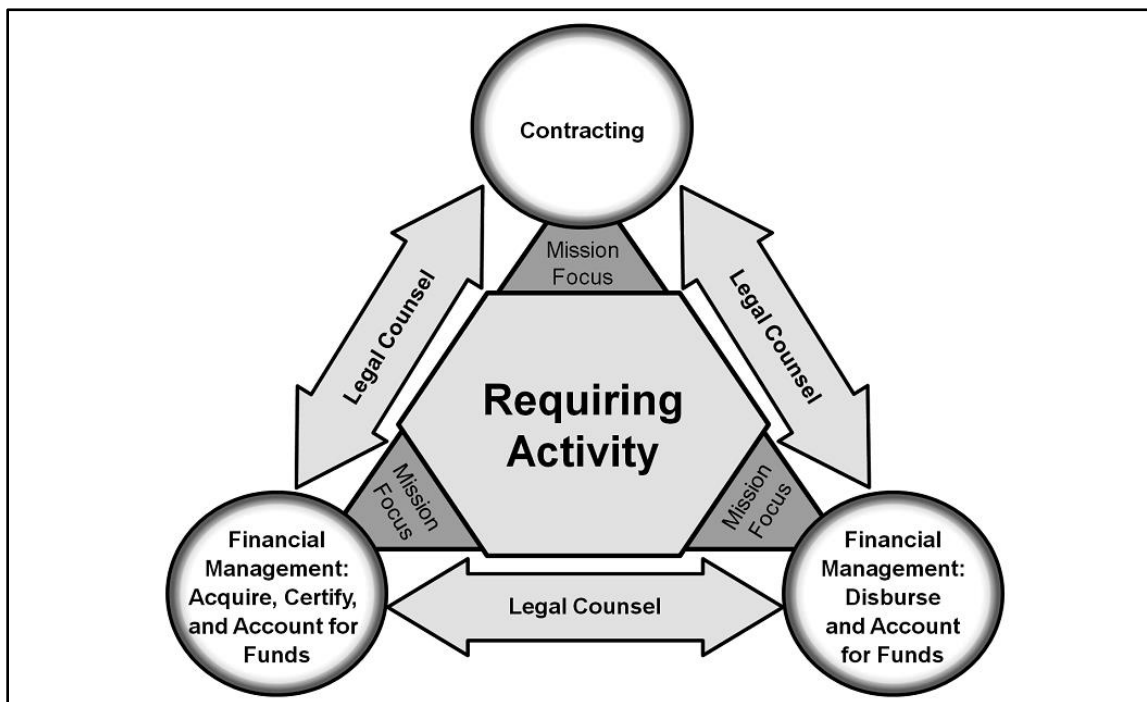 Contracting
Mission
Focus
Legal Counsel
Legal Counsel
Requiring
Activity
Mission
Focus
Mission
Focus
Financial
Management:
Acquire, Certify,
and Account for
Funds
Legal Counsel
Financial
Management:
Disburse
and Account
for Funds